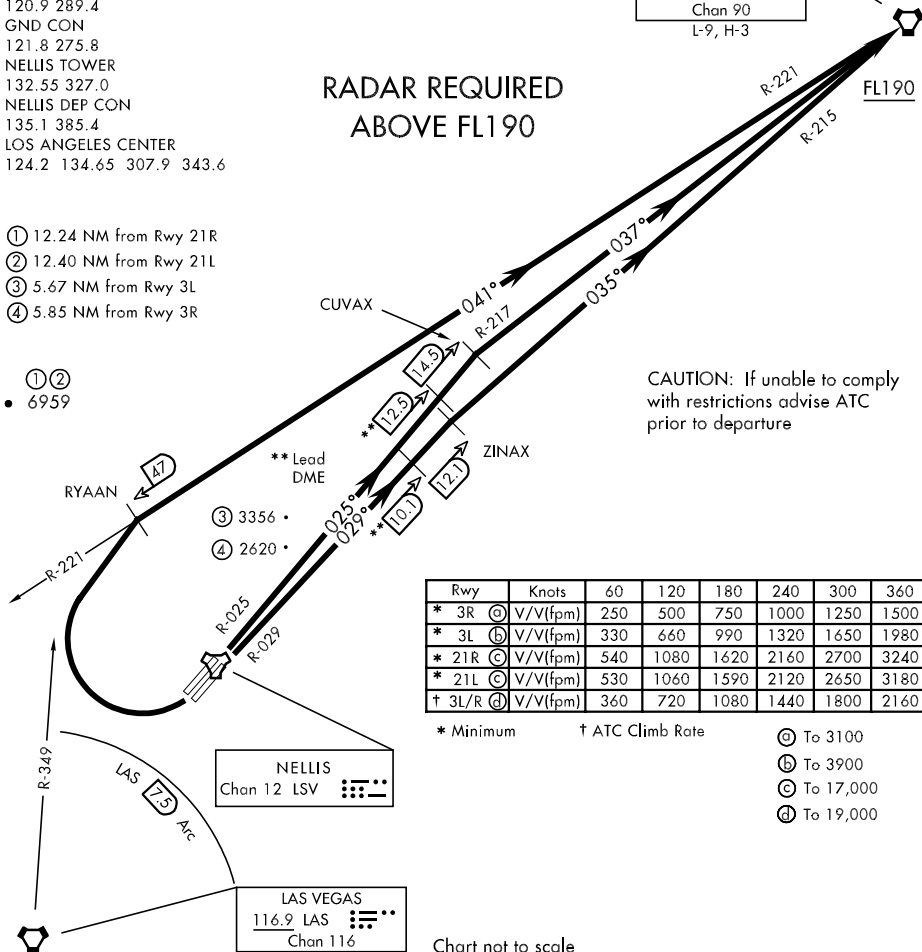 120.9 289.4
GND CON
121.8 275.8
NELLIS TOWER
132.55 327.0
NELLIS DEP CON
135.1 385.4
LOS ANGELES CENTER
124.2 134.65 307.9 343.6
Chan 90
L-9, H-3
RADAR REQUIRED
ABOVE FL190
FL190
R-221
R-215
① 12.24 NM from Rwy 21R
② 12.40 NM from Rwy 21L
③ 5.67 NM from Rwy 3L
④ 5.85 NM from Rwy 3R
①②
• 6959
CUVAX
041°
037°
035°
R-217
14.5
** 12.5
CAUTION: If unable to comply
with restrictions advise ATC
prior to departure
** Lead
DME
ZINAX
12.1
** 10.1
RYAAN
47
R-221
③ 3356 •
④ 2620 •
025°
029°
R-025
R-029
Rwy Knots 60 120 180 240 300 360
* 3R ⓐ V/V(fpm) 250 500 750 1000 1250 1500
* 3L ⓑ V/V(fpm) 330 660 990 1320 1650 1980
* 21R ⓒ V/V(fpm) 540 1080 1620 2160 2700 3240
* 21L ⓒ V/V(fpm) 530 1060 1590 2120 2650 3180
† 3L/R ⓓ V/V(fpm) 360 720 1080 1440 1800 2160
* Minimum † ATC Climb Rate
ⓐ To 3100
ⓑ To 3900
ⓒ To 17,000
ⓓ To 19,000
NELLIS
Chan 12 LSV
R-349
LAS 7.5 Arc
LAS VEGAS
116.9 LAS
Chan 116
Chart not to scale